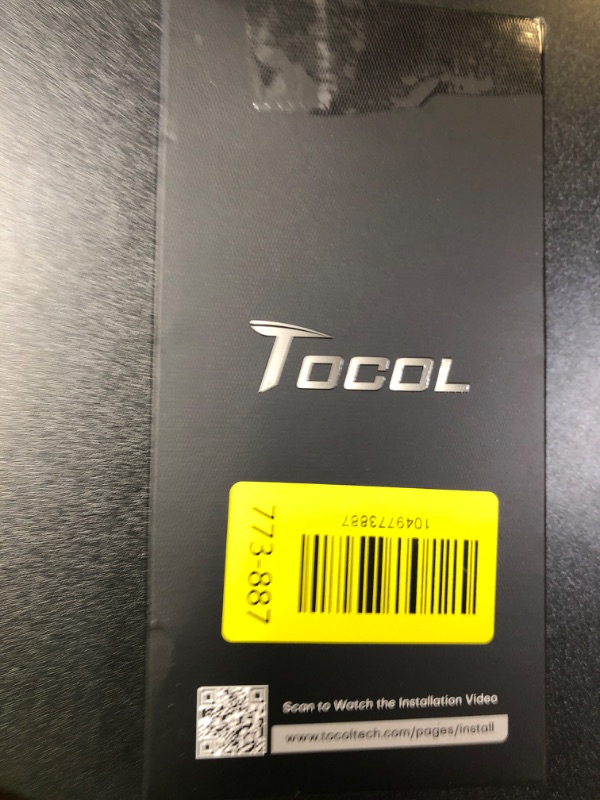 TOCOL
1049773887
773-887
Scan to Watch the Installation Video
www.tocoltech.com/pages/install